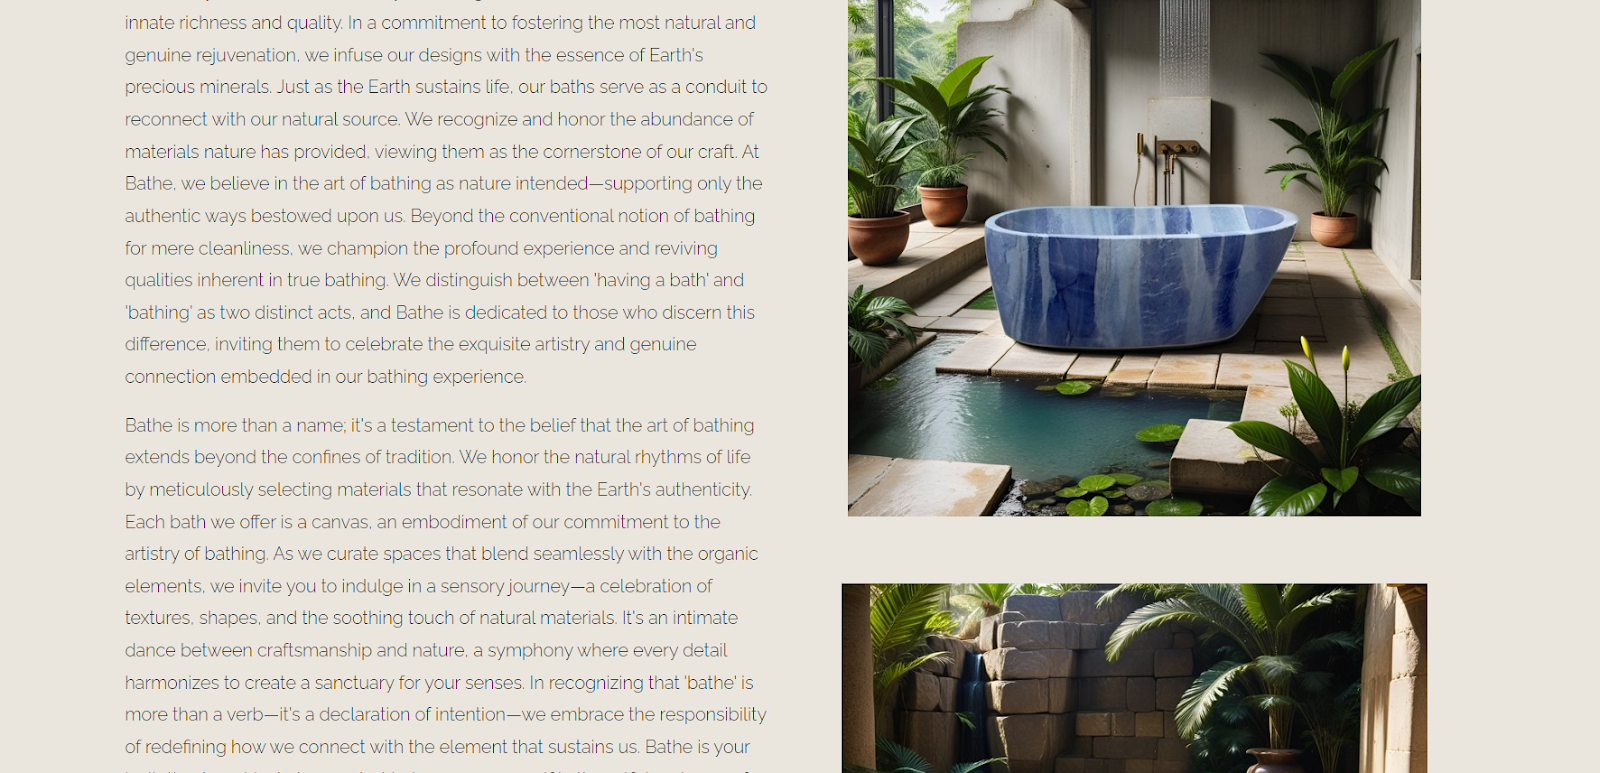 innate richness and quality. In a commitment to fostering the most natural and
genuine rejuvenation, we infuse our designs with the essence of Earth's
precious minerals. Just as the Earth sustains life, our baths serve as a conduit to
reconnect with our natural source. We recognize and honor the abundance of
materials nature has provided, viewing them as the cornerstone of our craft. At
Bathe, we believe in the art of bathing as nature intended—supporting only the
authentic ways bestowed upon us. Beyond the conventional notion of bathing
for mere cleanliness, we champion the profound experience and reviving
qualities inherent in true bathing. We distinguish between 'having a bath' and
'bathing' as two distinct acts, and Bathe is dedicated to those who discern this
difference, inviting them to celebrate the exquisite artistry and genuine
connection embedded in our bathing experience.
Bathe is more than a name; it's a testament to the belief that the art of bathing
extends beyond the confines of tradition. We honor the natural rhythms of life
by meticulously selecting materials that resonate with the Earth's authenticity.
Each bath we offer is a canvas, an embodiment of our commitment to the
artistry of bathing. As we curate spaces that blend seamlessly with the organic
elements, we invite you to indulge in a sensory journey—a celebration of
textures, shapes, and the soothing touch of natural materials. It's an intimate
dance between craftsmanship and nature, a symphony where every detail
harmonizes to create a sanctuary for your senses. In recognizing that 'bathe' is
more than a verb—it's a declaration of intention—we embrace the responsibility
of redefining how we connect with the element that sustains us. Bathe is your